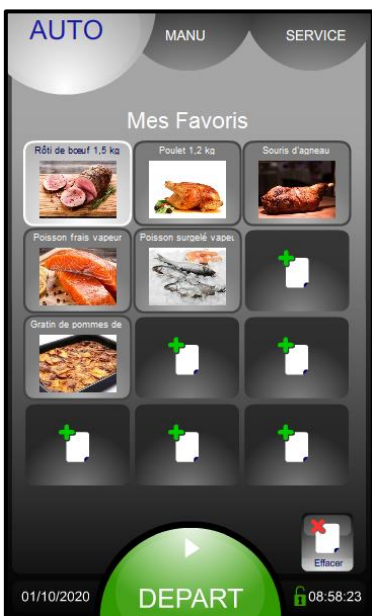 AUTO
MANU
SERVICE
Mes Favoris
Rôti de bœuf 1,5 kg
Poulet 1,2 kg
Souris d'agneau
Poisson frais vapeur
Poisson surgelé vapeu
Gratin de pommes de
Effacer
01/10/2020
DEPART
08:58:23